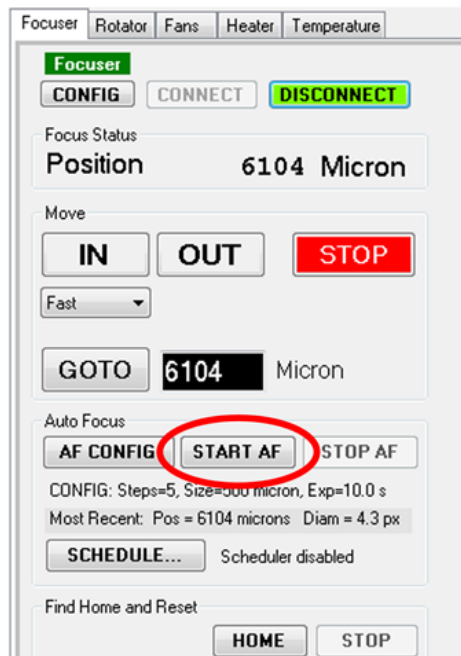 Focuser Rotator Fans Heater Temperature
Focuser
CONFIG CONNECT DISCONNECT
Focus Status
Position 6104 Micron
Move
IN OUT STOP
Fast
GOTO 6104 Micron
Auto Focus
AF CONFIG START AF STOP AF
CONFIG: Steps=5, Size=500 micron, Exp=10.0 s
Most Recent: Pos = 6104 microns Diam = 4.3 px
SCHEDULE... Scheduler disabled
Find Home and Reset
HOME STOP